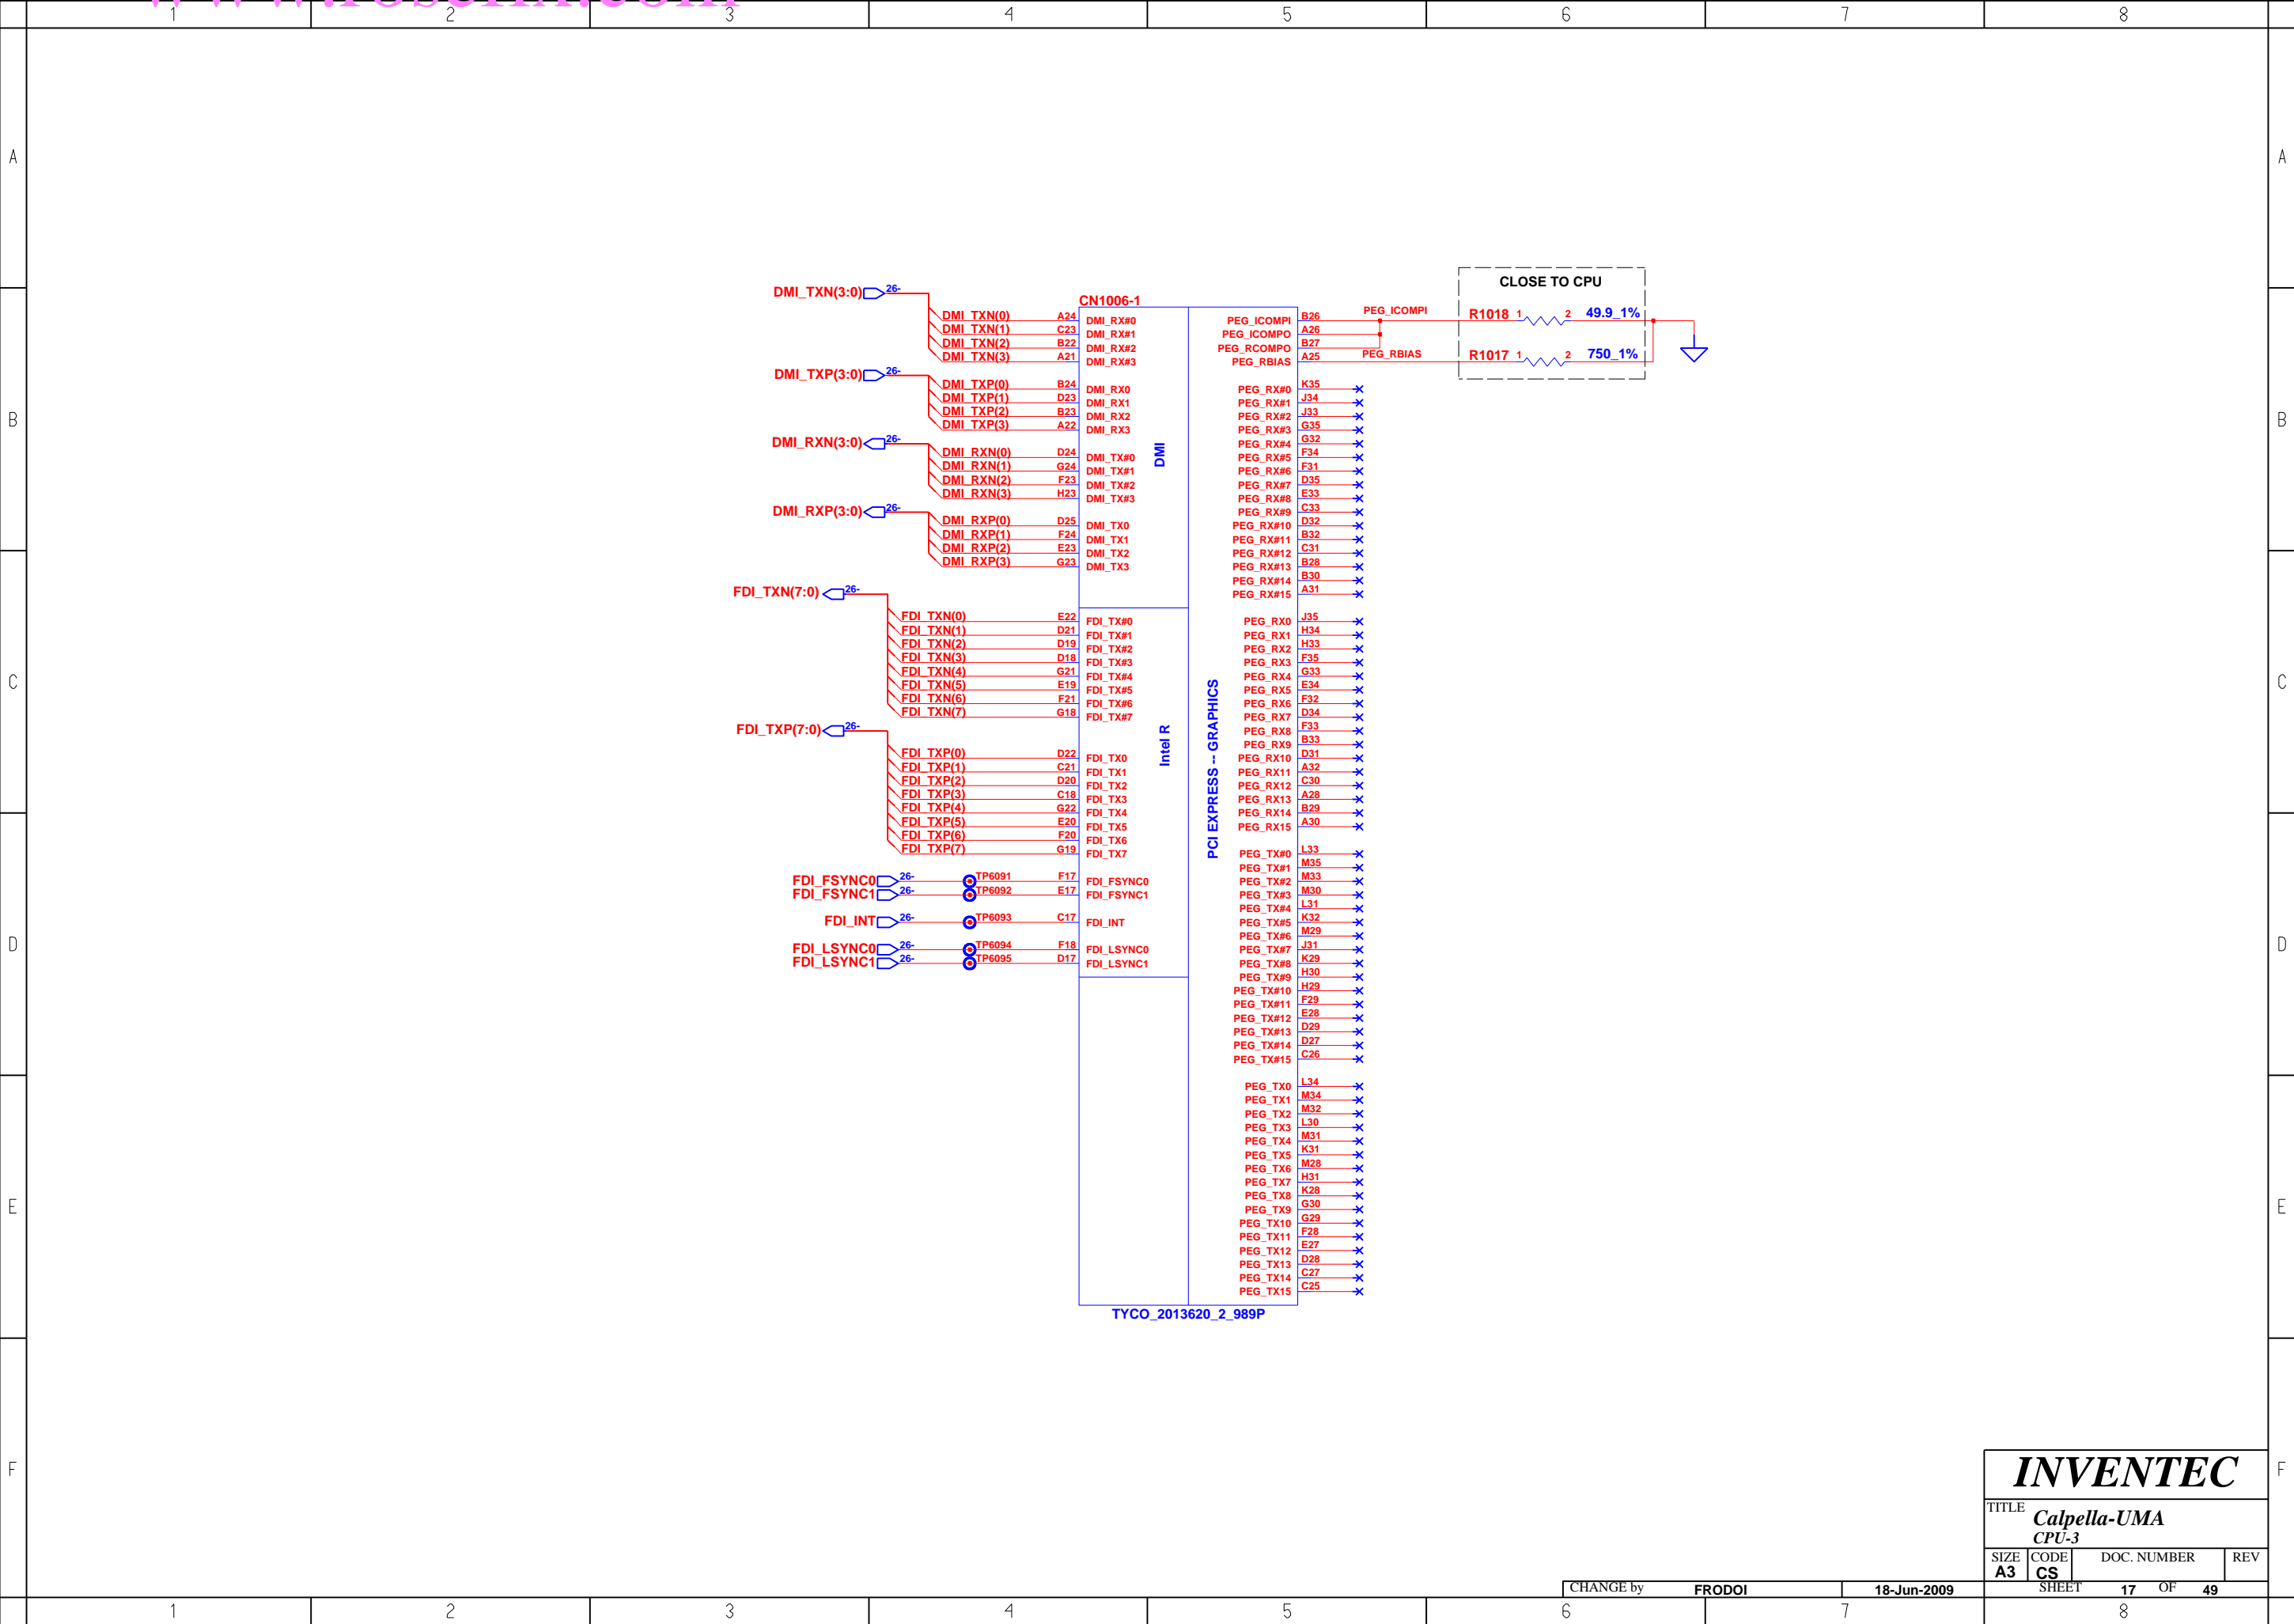 1 2 3 4 5 6 7 8
A A
B B
C C
D D
E E
F F
CLOSE TO CPU
PEG_ICOMPI
R1018 1 2 49.9_1%
PEG_RBIAS
R1017 1 2 750_1%
CN1006-1
DMI_TXN(3:0) 26-
DMI_TXN(0) A24 DMI_RX#0
DMI_TXN(1) C23 DMI_RX#1
DMI_TXN(2) B22 DMI_RX#2
DMI_TXN(3) A21 DMI_RX#3
DMI_TXP(3:0) 26-
DMI_TXP(0) B24 DMI_RX0
DMI_TXP(1) D23 DMI_RX1
DMI_TXP(2) B23 DMI_RX2
DMI_TXP(3) A22 DMI_RX3
DMI_RXN(3:0) 26-
DMI_RXN(0) D24 DMI_TX#0
DMI_RXN(1) G24 DMI_TX#1
DMI_RXN(2) F23 DMI_TX#2
DMI_RXN(3) H23 DMI_TX#3
DMI_RXP(3:0) 26-
DMI_RXP(0) D25 DMI_TX0
DMI_RXP(1) F24 DMI_TX1
DMI_RXP(2) E23 DMI_TX2
DMI_RXP(3) G23 DMI_TX3
DMI
FDI_TXN(7:0) 26-
FDI_TXN(0) E22 FDI_TX#0
FDI_TXN(1) D21 FDI_TX#1
FDI_TXN(2) D19 FDI_TX#2
FDI_TXN(3) D18 FDI_TX#3
FDI_TXN(4) G21 FDI_TX#4
FDI_TXN(5) E19 FDI_TX#5
FDI_TXN(6) F21 FDI_TX#6
FDI_TXN(7) G18 FDI_TX#7
FDI_TXP(7:0) 26-
FDI_TXP(0) D22 FDI_TX0
FDI_TXP(1) C21 FDI_TX1
FDI_TXP(2) D20 FDI_TX2
FDI_TXP(3) C18 FDI_TX3
FDI_TXP(4) G22 FDI_TX4
FDI_TXP(5) E20 FDI_TX5
FDI_TXP(6) F20 FDI_TX6
FDI_TXP(7) G19 FDI_TX7
Intel R
FDI_FSYNC0 26- TP6091 F17 FDI_FSYNC0
FDI_FSYNC1 26- TP6092 E17 FDI_FSYNC1
FDI_INT 26- TP6093 C17 FDI_INT
FDI_LSYNC0 26- TP6094 F18 FDI_LSYNC0
FDI_LSYNC1 26- TP6095 D17 FDI_LSYNC1
PCI EXPRESS -- GRAPHICS
PEG_ICOMPI B26
PEG_ICOMPO A26
PEG_RCOMPO B27
PEG_RBIAS A25
PEG_RX#0 K35
PEG_RX#1 J34
PEG_RX#2 J33
PEG_RX#3 G35
PEG_RX#4 G32
PEG_RX#5 F34
PEG_RX#6 F31
PEG_RX#7 D35
PEG_RX#8 E33
PEG_RX#9 C33
PEG_RX#10 D32
PEG_RX#11 B32
PEG_RX#12 C31
PEG_RX#13 B28
PEG_RX#14 B30
PEG_RX#15 A31
PEG_RX0 J35
PEG_RX1 H34
PEG_RX2 H33
PEG_RX3 F35
PEG_RX4 G33
PEG_RX5 E34
PEG_RX6 F32
PEG_RX7 D34
PEG_RX8 F33
PEG_RX9 B33
PEG_RX10 D31
PEG_RX11 A32
PEG_RX12 C30
PEG_RX13 A28
PEG_RX14 B29
PEG_RX15 A30
PEG_TX#0 L33
PEG_TX#1 M35
PEG_TX#2 M33
PEG_TX#3 M30
PEG_TX#4 L31
PEG_TX#5 K32
PEG_TX#6 M29
PEG_TX#7 J31
PEG_TX#8 K29
PEG_TX#9 H30
PEG_TX#10 H29
PEG_TX#11 F29
PEG_TX#12 E28
PEG_TX#13 D29
PEG_TX#14 D27
PEG_TX#15 C26
PEG_TX0 L34
PEG_TX1 M34
PEG_TX2 M32
PEG_TX3 L30
PEG_TX4 M31
PEG_TX5 K31
PEG_TX6 M28
PEG_TX7 H31
PEG_TX8 K28
PEG_TX9 G30
PEG_TX10 G29
PEG_TX11 F28
PEG_TX12 E27
PEG_TX13 D28
PEG_TX14 C27
PEG_TX15 C25
TYCO_2013620_2_989P
INVENTEC
TITLE
Calpella-UMA
CPU-3
SIZE CODE DOC. NUMBER REV
A3 CS
CHANGE by FRODOI 18-Jun-2009 SHEET 17 OF 49
1 2 3 4 5 6 7 8